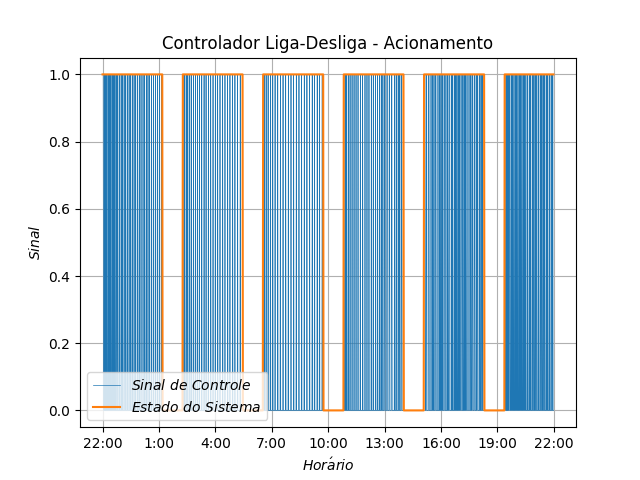 Controlador Liga-Desliga - Acionamento
1.0
0.8
0.6
0.4
0.2
0.0
Sinal
Sinal de Controle
Estado do Sistema
22:00 1:00 4:00 7:00 10:00 13:00 16:00 19:00 22:00
Horário